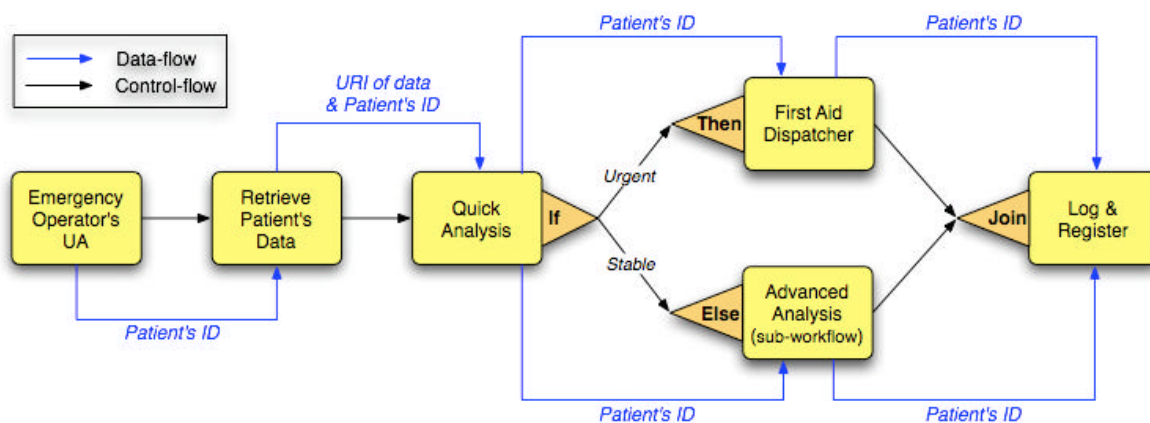 Patient's ID
Patient's ID
Data-flow
Control-flow
URI of data
& Patient's ID
Then
First Aid
Dispatcher
Urgent
Emergency
Operator's
UA
Retrieve
Patient's
Data
Quick
Analysis
If
Join
Log &
Register
Stable
Else
Advanced
Analysis
(sub-workflow)
Patient's ID
Patient's ID
Patient's ID